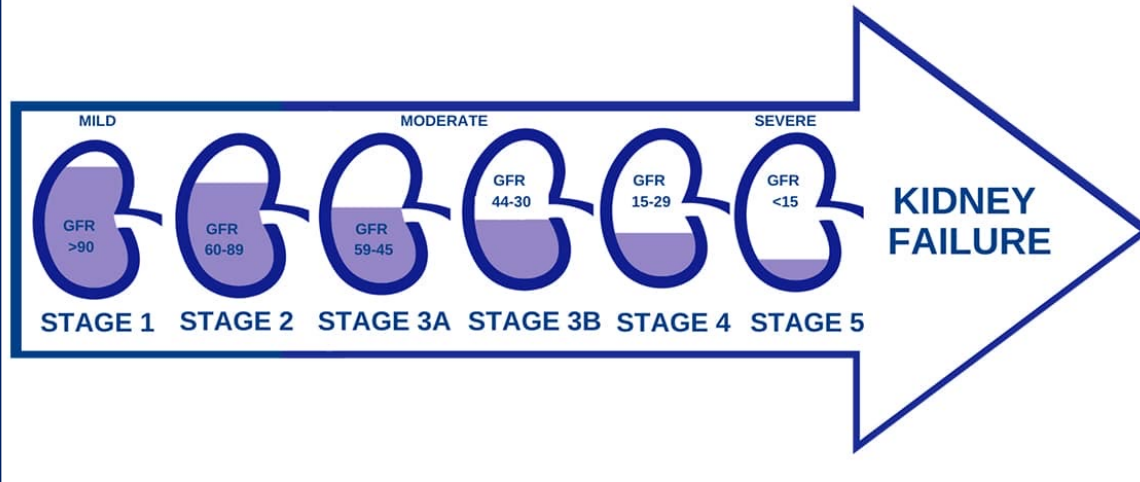 MILD
MODERATE
SEVERE
GFR
>90
GFR
60-89
GFR
59-45
GFR
44-30
GFR
15-29
GFR
<15
STAGE 1
STAGE 2
STAGE 3A
STAGE 3B
STAGE 4
STAGE 5
KIDNEY
FAILURE